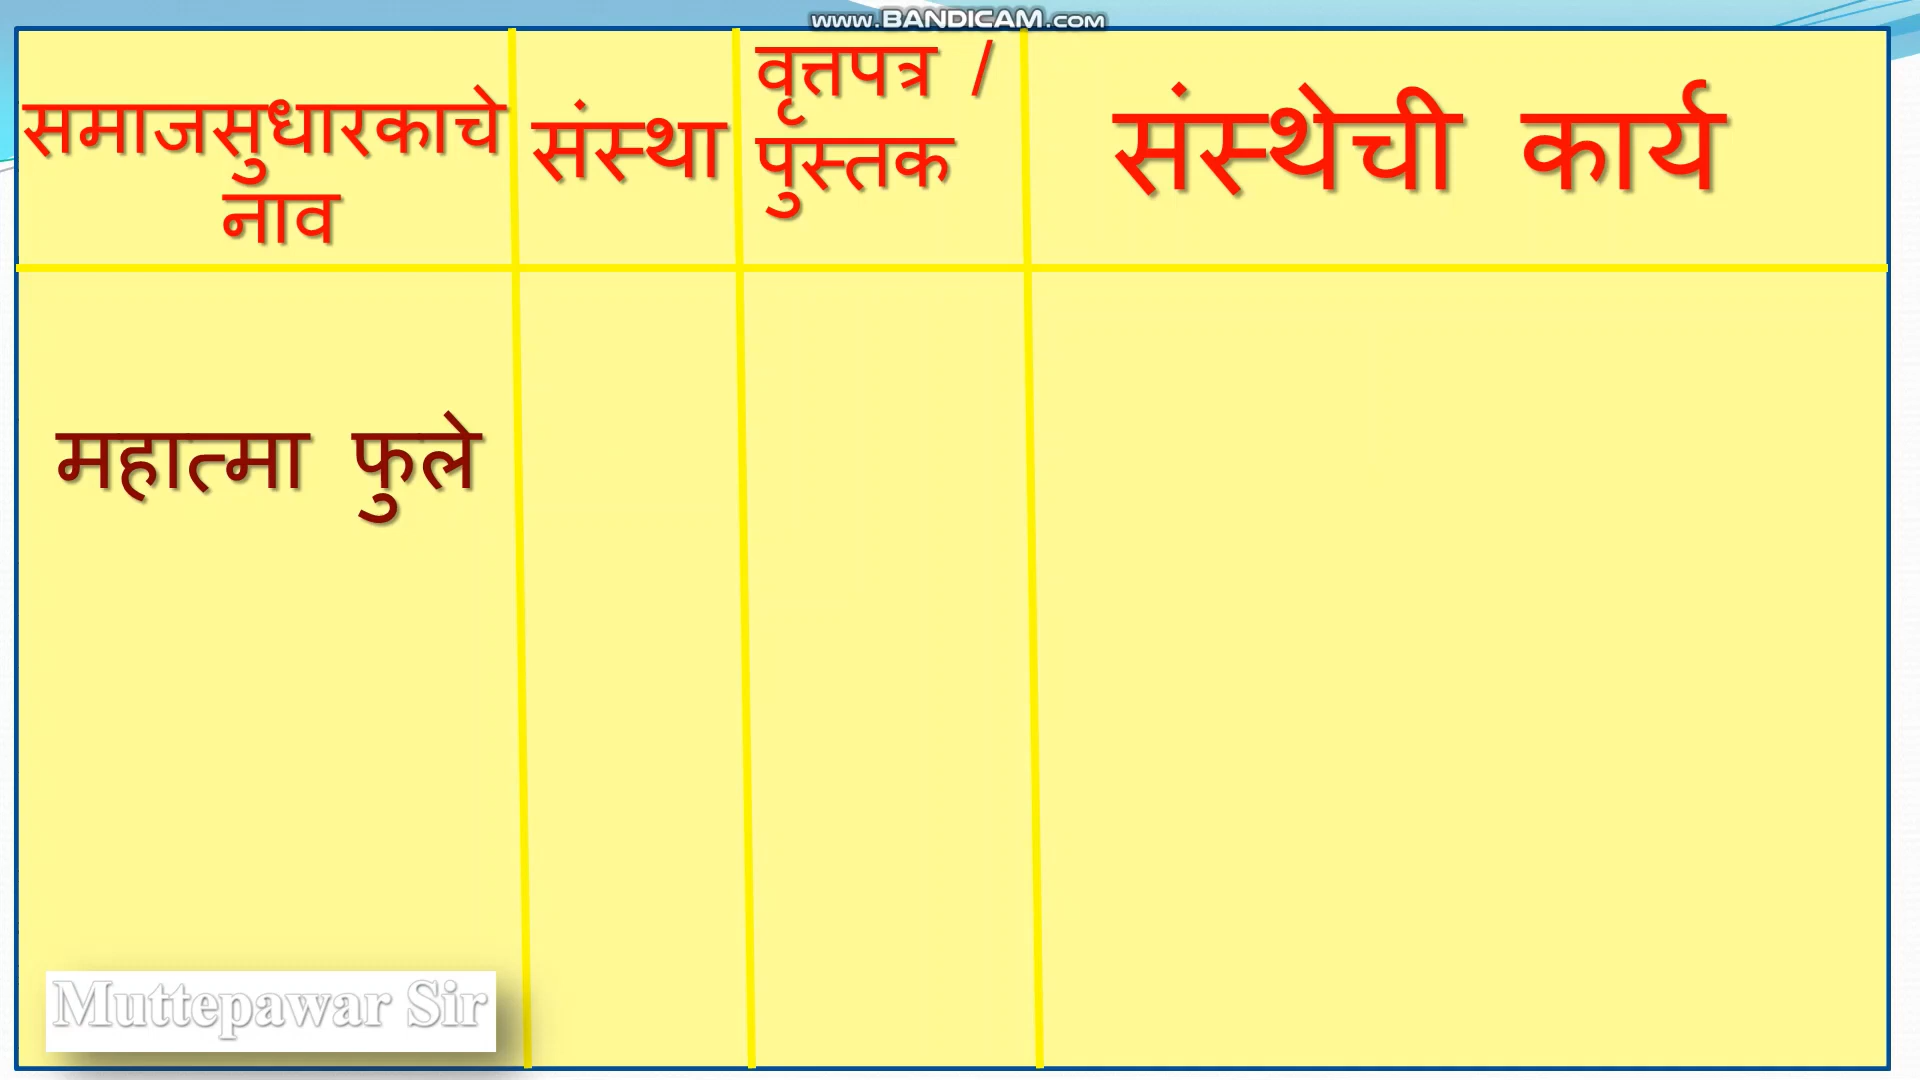 www.BANDICAM.com
समाजसुधारकाचे
नाव
संस्था
वृत्तपत्र /
पुस्तक
संस्थेची कार्य
महात्मा फुले
Muttepawar Sir